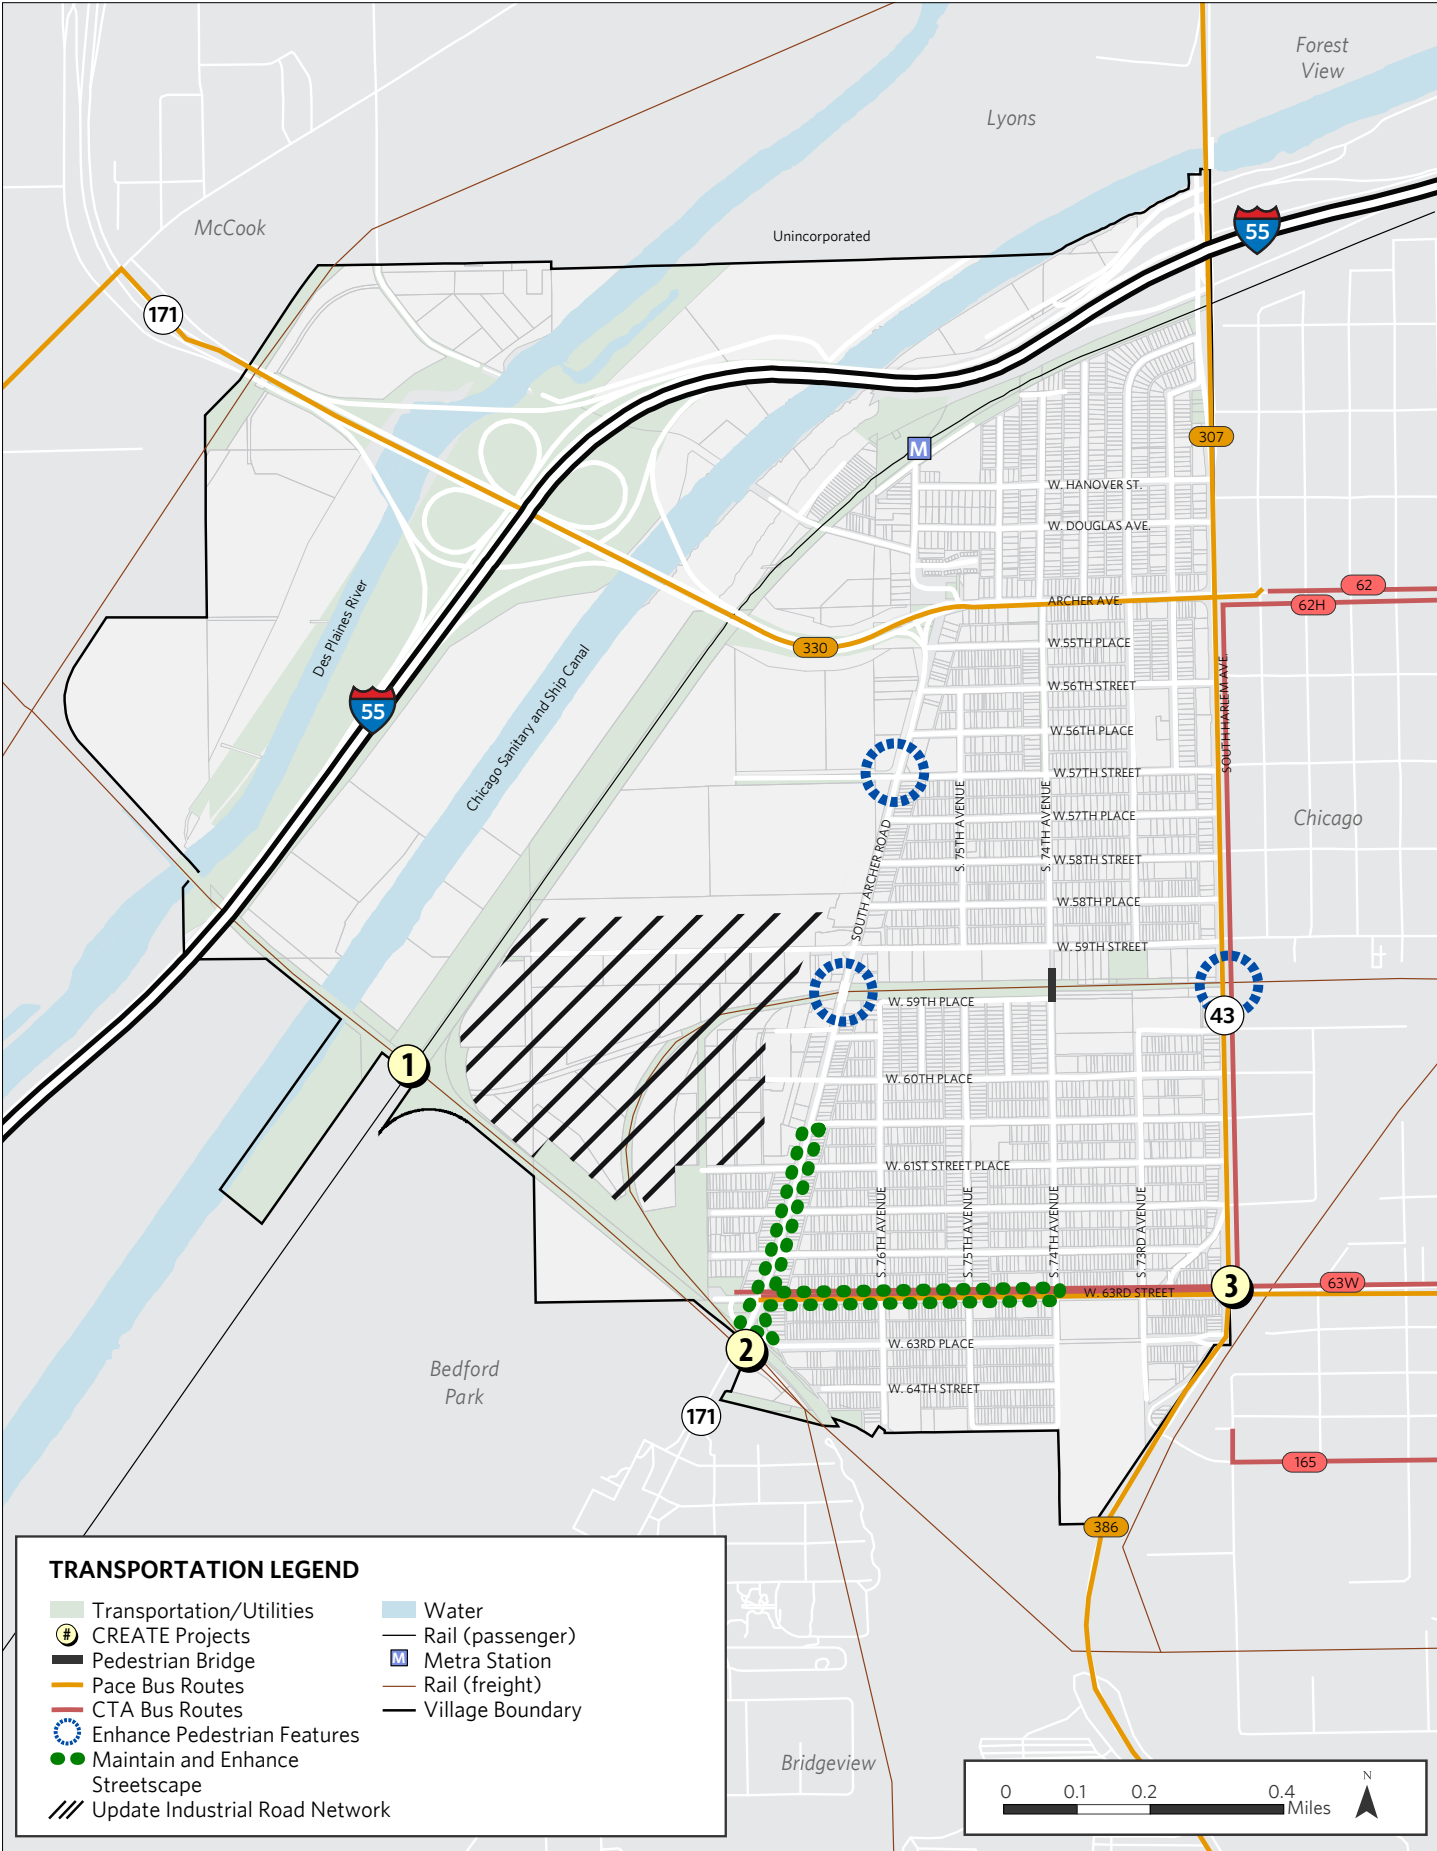 Forest
View
Lyons
McCook
Unincorporated
55
171
307
M
W. HANOVER ST.
W. DOUGLAS AVE.
62
ARCHER AVE.
62H
Des Plaines River
330
W.55TH PLACE
W.56TH STREET
SOUTH HARLEM AVE.
55
Chicago Sanitary and Ship Canal
W.56TH PLACE
W.57TH STREET
S. 75TH AVENUE
S. 74TH AVENUE
W.57TH PLACE
Chicago
SOUTH ARCHER ROAD
W.58TH STREET
W.58TH PLACE
W. 59TH STREET
W. 59TH PLACE
43
1
W. 60TH PLACE
W. 61ST STREET PLACE
S. 76TH AVENUE
S. 75TH AVENUE
S. 74TH AVENUE
S. 73RD AVENUE
3
63W
W. 63RD STREET
2
W. 63RD PLACE
Bedford
Park
W. 64TH STREET
171
165
386
TRANSPORTATION LEGEND
Transportation/Utilities
# CREATE Projects
Pedestrian Bridge
Pace Bus Routes
CTA Bus Routes
Enhance Pedestrian Features
Maintain and Enhance
Streetscape
Update Industrial Road Network
Water
Rail (passenger)
M Metra Station
Rail (freight)
Village Boundary
Bridgeview
0 0.1 0.2 0.4
Miles
N